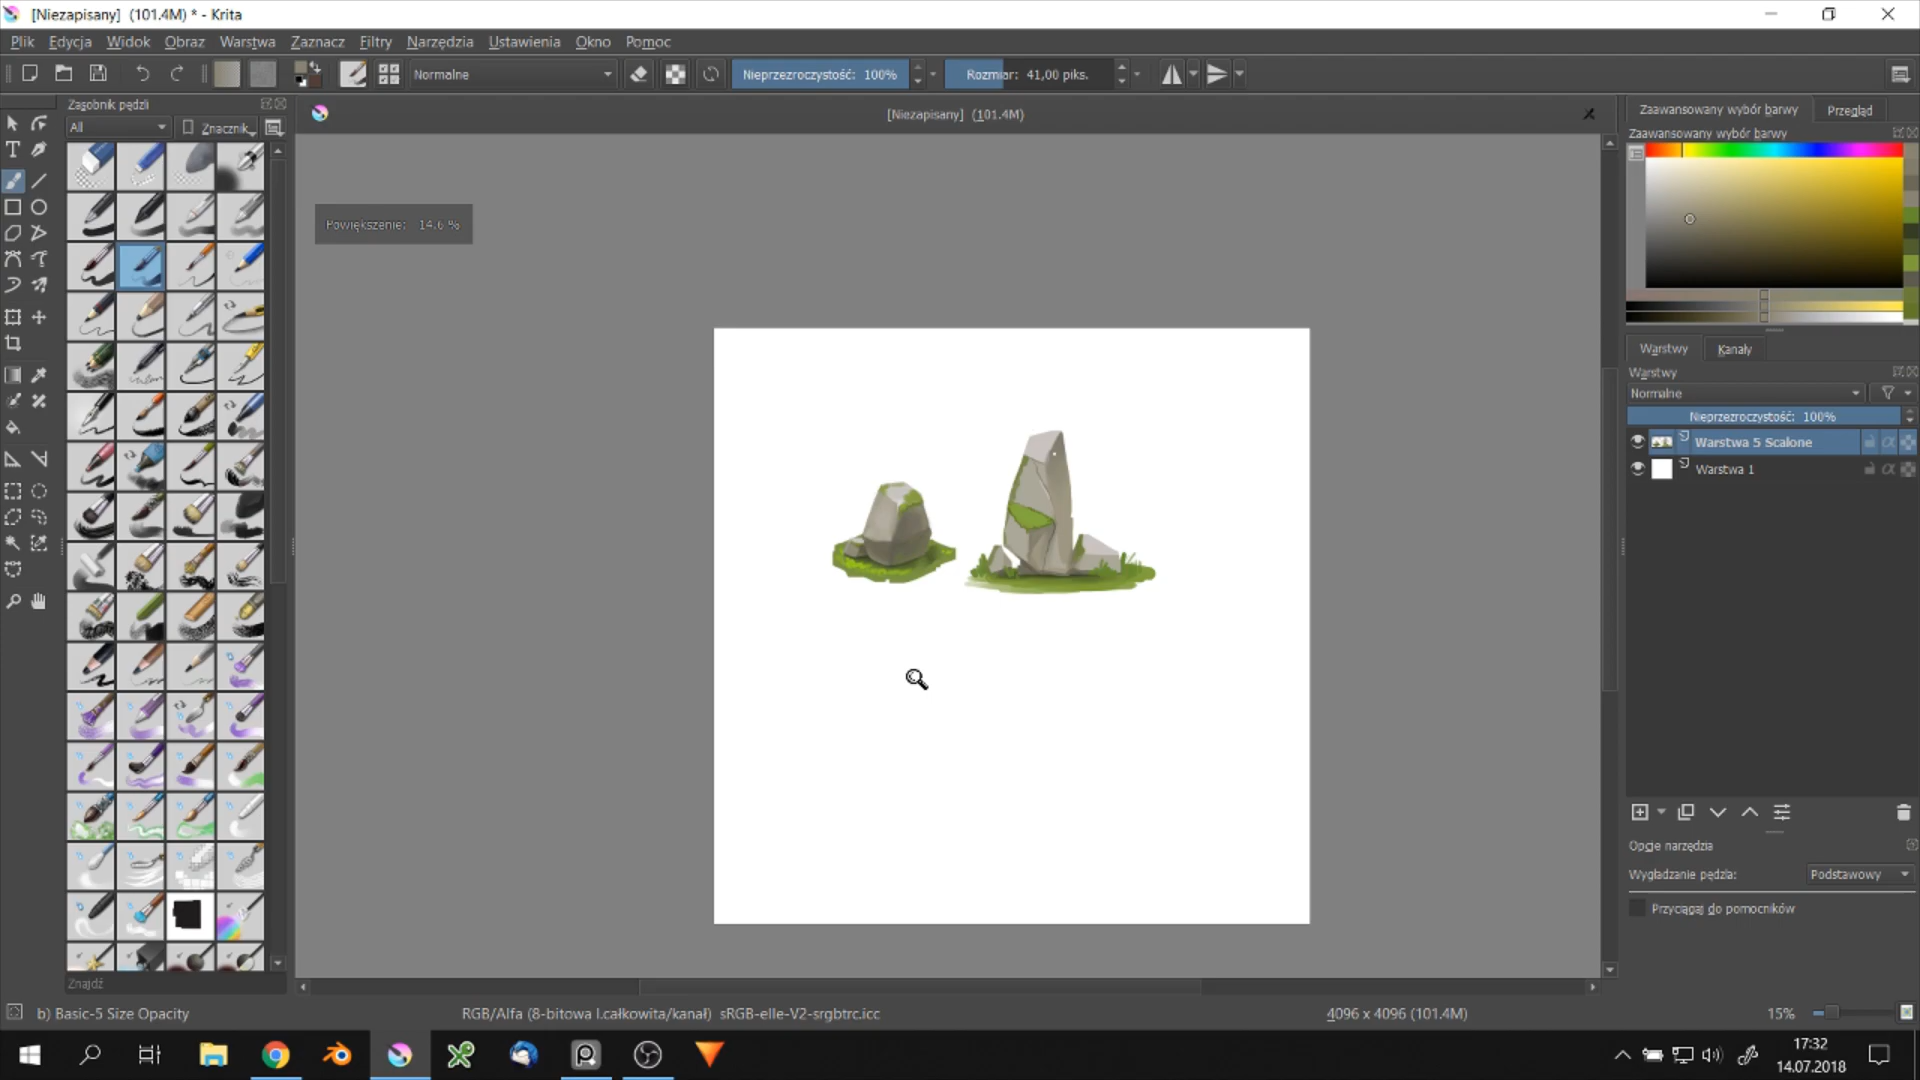 [Niezapisany]  (101.4M) * - Krita
Plik Edycja Widok Obraz Warstwa Zaznacz Filtry Narzędzia Ustawienia Okno Pomoc
Normalne
Nieprzezroczystość: 100%
Rozmiar: 41,00 piks.
Zasobnik pędzli
All
Znacznik
[Niezapisany]  (101.4M)
Powiększenie: 14.6 %
Zaawansowany wybór barwy
Przegląd
Zaawansowany wybór barwy
Warstwy
Kanały
Warstwy
Normalne
Nieprzezroczystość: 100%
Warstwa 5 Scalone
Warstwa 1
Opcje narzędzia
Wygładzanie pędzla:
Podstawowy
Przyciągaj do pomocników
Znajdź
b) Basic-5 Size Opacity
RGB/Alfa (8-bitowa l.całkowita/kanał)  sRGB-elle-V2-srgbtrc.icc
4096 x 4096 (101.4M)
15%
17:32
14.07.2018